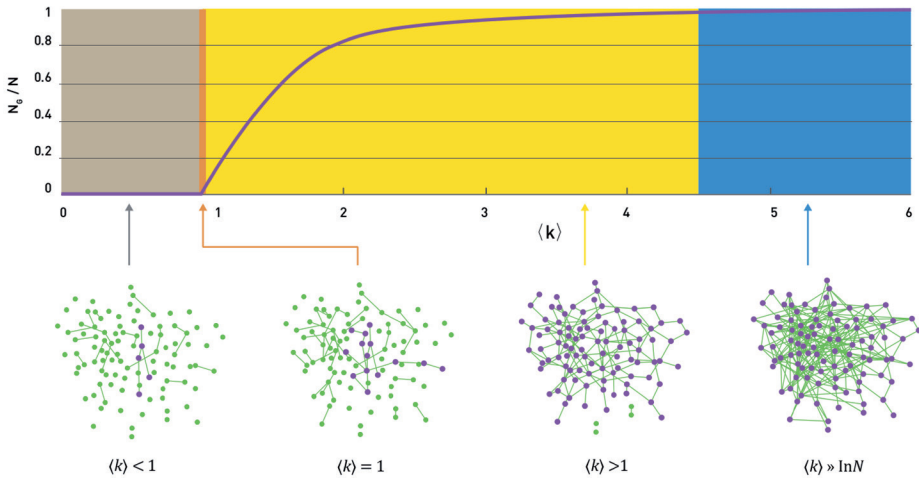 1
0.8
0.6
0.4
0.2
0
N_G / N
0 1 2 3 4 5 6
⟨k⟩
⟨k⟩ < 1
⟨k⟩ = 1
⟨k⟩ >1
⟨k⟩ » lnN